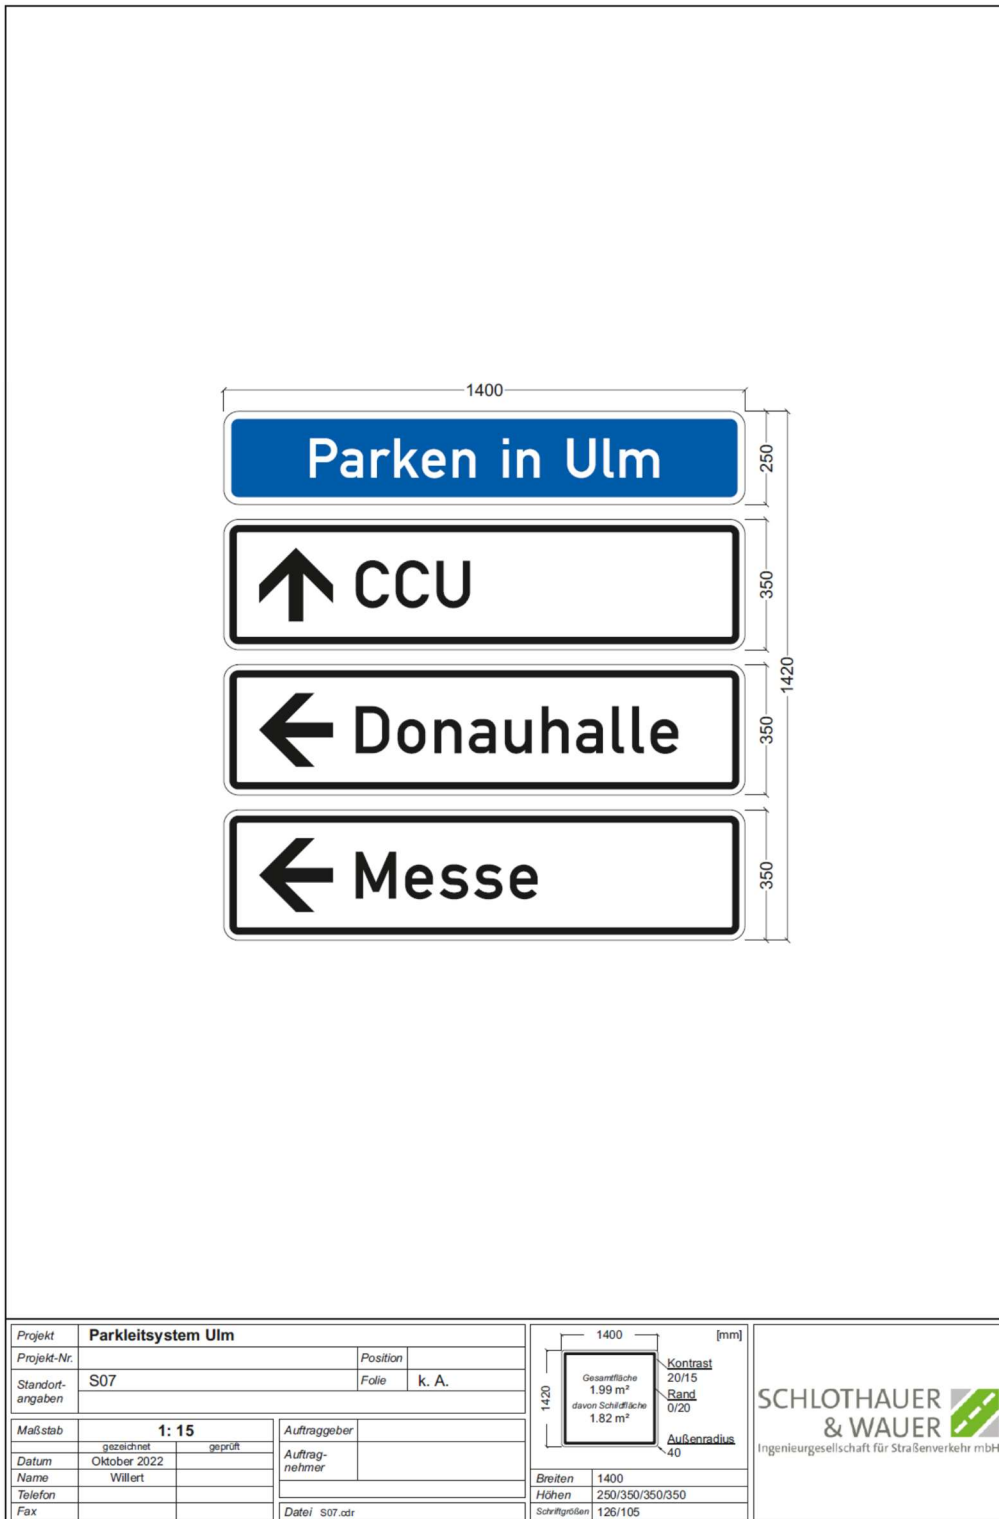 1400
Parken in Ulm
250
CCU
350
Donauhalle
350
1420
Messe
350
Projekt Parkleitsystem Ulm
Projekt-Nr. Position
Standort-
angaben S07 Folie k. A.
Maßstab 1: 15 Auftraggeber
gezeichnet geprüft
Datum Oktober 2022 Auftrag-
nehmer
Name Willert
Telefon
Fax Datei S07.cdr
1400 [mm]
1420
Gesamtfläche
1.99 m²
davon Schildfläche
1.82 m²
Kontrast
20/15
Rand
0/20
Außenradius
40
Breiten 1400
Höhen 250/350/350/350
Schriftgrößen 126/105
SCHLOTHAUER
& WAUER
Ingenieurgesellschaft für Straßenverkehr mbH